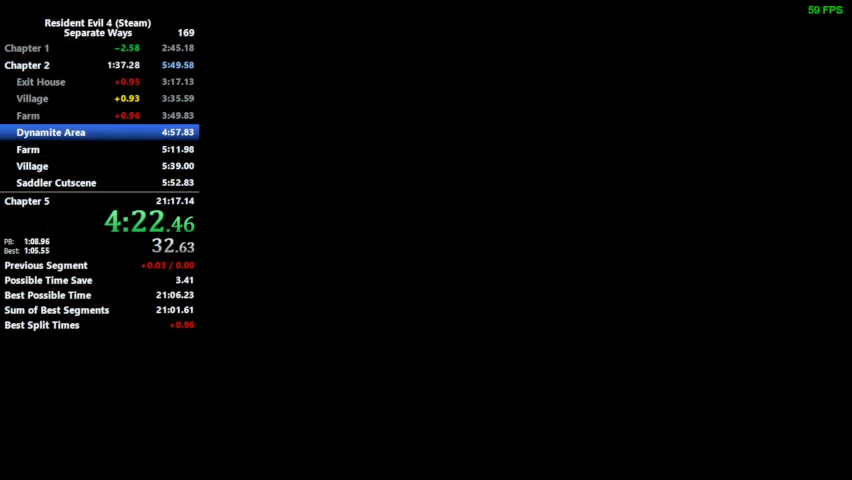 59 FPS
Resident Evil 4 (Steam)
Separate Ways 169
Chapter 1 −2.58 2:45.18
Chapter 2 1:37.28 5:49.58
Exit House +0.95 3:17.13
Village +0.93 3:35.59
Farm +0.96 3:49.83
Dynamite Area 4:57.83
Farm 5:11.98
Village 5:39.00
Saddler Cutscene 5:52.83
Chapter 5 21:17.14
4:22.46
PB: 1:08.96 32.63
Best: 1:05.55
Previous Segment +0.03 / 0.00
Possible Time Save 3.41
Best Possible Time 21:06.23
Sum of Best Segments 21:01.61
Best Split Times +0.96